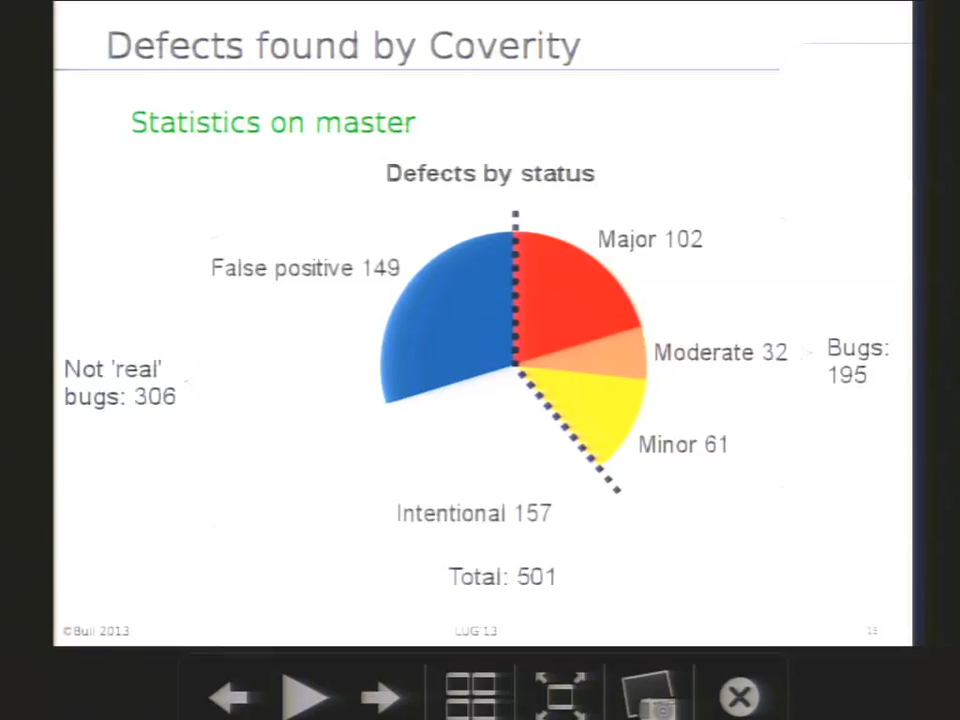 Defects found by Coverity
Statistics on master
Defects by status
Major 102
False positive 149
Moderate 32
Bugs:
195
Not 'real'
bugs: 306
Minor 61
Intentional 157
Total: 501
©Bull 2013
LUG'13